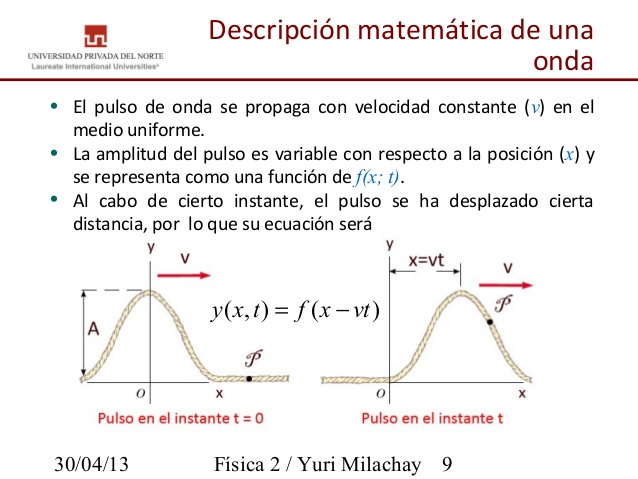 Descripción matemática de una
onda
UNIVERSIDAD PRIVADA DEL NORTE
Laureate International Universities®
• El pulso de onda se propaga con velocidad constante (v) en el
medio uniforme.
• La amplitud del pulso es variable con respecto a la posición (x) y
se representa como una función de f(x; t).
• Al cabo de cierto instante, el pulso se ha desplazado cierta
distancia, por lo que su ecuación será
y
v
A
𝒫
O
x
Pulso en el instante t = 0
y(x, t) = f (x − vt)
y
x=vt
v
𝒫
O
x
Pulso en el instante t
30/04/13
Física 2 / Yuri Milachay
9